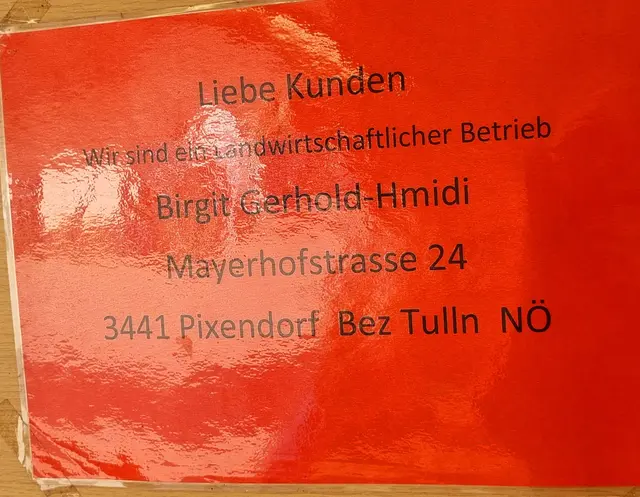 Liebe Kunden
Wir sind ein Landwirtschaftlicher Betrieb
Birgit Gerhold-Hmidi
Mayerhofstrasse 24
3441 Pixendorf Bez Tulln NÖ